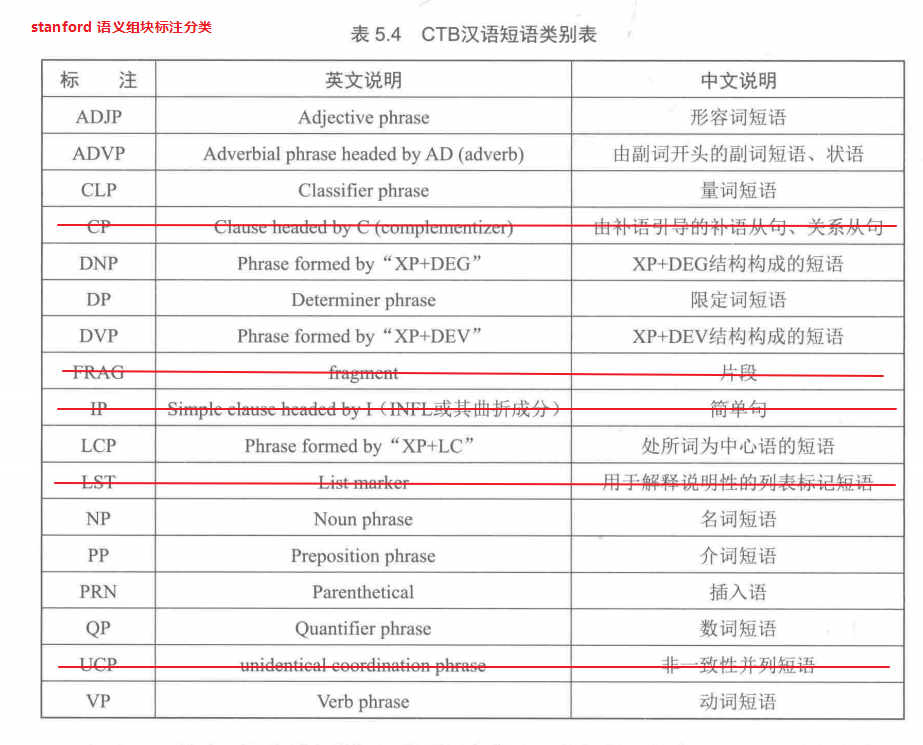 stanford 语义组块标注分类
表 5.4 CTB汉语短语类别表
标 注 英文说明 中文说明
ADJP Adjective phrase 形容词短语
ADVP Adverbial phrase headed by AD (adverb) 由副词开头的副词短语、状语
CLP Classifier phrase 量词短语
CP Clause headed by C (complementizer) 由补语引导的补语从句、关系从句
DNP Phrase formed by “XP+DEG” XP+DEG结构构成的短语
DP Determiner phrase 限定词短语
DVP Phrase formed by “XP+DEV” XP+DEV结构构成的短语
FRAG fragment 片段
IP Simple clause headed by I（INFL或其曲折成分） 简单句
LCP Phrase formed by “XP+LC” 处所词为中心语的短语
LST List marker 用于解释说明性的列表标记短语
NP Noun phrase 名词短语
PP Preposition phrase 介词短语
PRN Parenthetical 插入语
QP Quantifier phrase 数词短语
UCP unidentical coordination phrase 非一致性并列短语
VP Verb phrase 动词短语